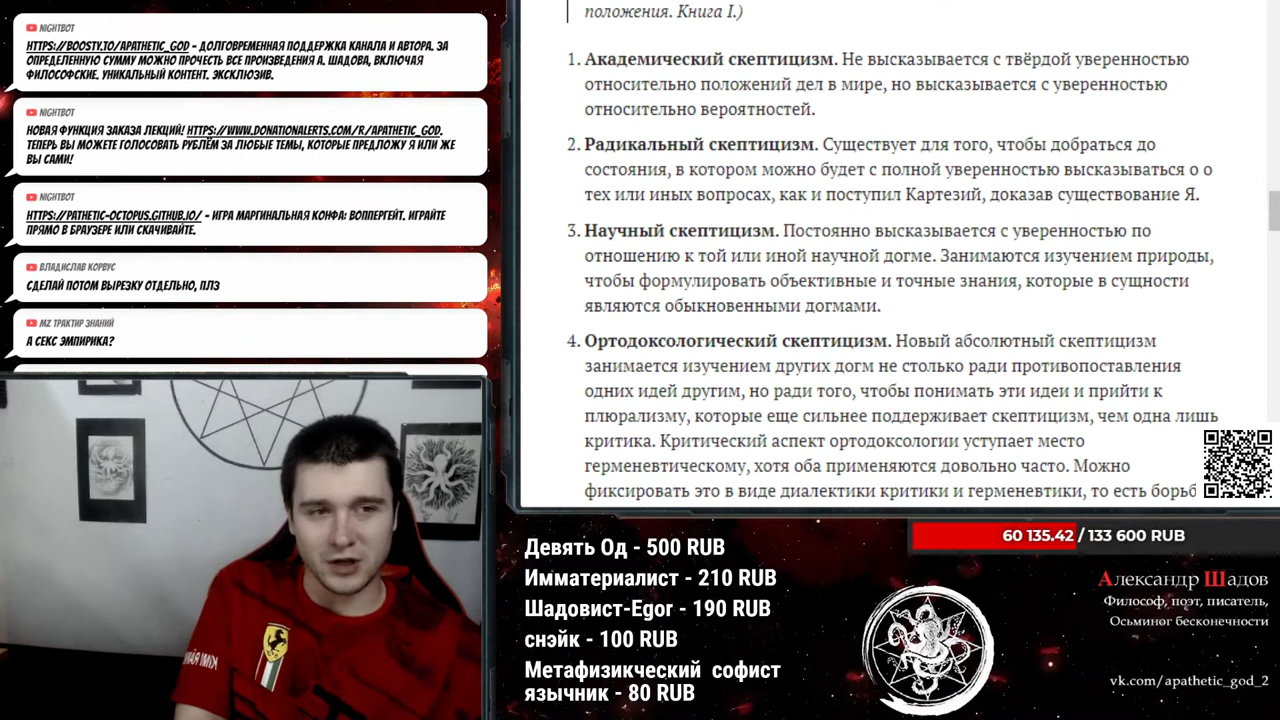 NIGHTBOT
HTTPS://BOOSTY.TO/APATHETIC_GOD – ДОЛГОВРЕМЕННАЯ ПОДДЕРЖКА КАНАЛА И АВТОРА. ЗА
ОПРЕДЕЛЕННУЮ СУММУ МОЖНО ПРОЧЕСТЬ ВСЕ ПРОИЗВЕДЕНИЯ А. ШАДОВА, ВКЛЮЧАЯ
ФИЛОСОФСКИЕ. УНИКАЛЬНЫЙ КОНТЕНТ. ЭКСКЛЮЗИВ.
NIGHTBOT
НОВАЯ ФУНКЦИЯ ЗАКАЗА ЛЕКЦИЙ! HTTPS://WWW.DONATIONALERTS.COM/R/APATHETIC_GOD.
ТЕПЕРЬ ВЫ МОЖЕТЕ ГОЛОСОВАТЬ РУБЛЁМ ЗА ЛЮБЫЕ ТЕМЫ, КОТОРЫЕ ПРЕДЛОЖУ Я ИЛИ ЖЕ
ВЫ САМИ!
NIGHTBOT
HTTPS://PATHETIC-OCTOPUS.GITHUB.IO/ – ИГРА МАРГИНАЛЬНАЯ КОНФА: ВОППЕРГЕЙТ. ИГРАЙТЕ
ПРЯМО В БРАУЗЕРЕ ИЛИ СКАЧИВАЙТЕ.
ВЛАДИСЛАВ КОРВУС
СДЕЛАЙ ПОТОМ ВЫРЕЗКУ ОТДЕЛЬНО, ПЛЗ
MZ ТРАКТИР ЗНАНИЙ
А СЕКС ЭМПИРИКА?
положения. Книга I.)
1. Академический скептицизм. Не высказывается с твёрдой уверенностью
относительно положений дел в мире, но высказывается с уверенностью
относительно вероятностей.
2. Радикальный скептицизм. Существует для того, чтобы добраться до
состояния, в котором можно будет с полной уверенностью высказываться о о
тех или иных вопросах, как и поступил Картезий, доказав существование Я.
3. Научный скептицизм. Постоянно высказывается с уверенностью по
отношению к той или иной научной догме. Занимаются изучением природы,
чтобы формулировать объективные и точные знания, которые в сущности
являются обыкновенными догмами.
4. Ортодоксологический скептицизм. Новый абсолютный скептицизм
занимается изучением других догм не столько ради противопоставления
одних идей другим, но ради того, чтобы понимать эти идеи и прийти к
плюрализму, которые еще сильнее поддерживает скептицизм, чем одна лишь
критика. Критический аспект ортодоксологии уступает место
герменевтическому, хотя оба применяются довольно часто. Можно
фиксировать это в виде диалектики критики и герменевтики, то есть борьб
60 135.42 / 133 600 RUB
Девять Од - 500 RUB
Имматериалист - 210 RUB
Шадовист-Egor - 190 RUB
снэйк - 100 RUB
Метафизикческий софист
язычник - 80 RUB
Александр Шадов
Философ, поэт, писатель,
Осьминог бесконечности
vk.com/apathetic_god_2